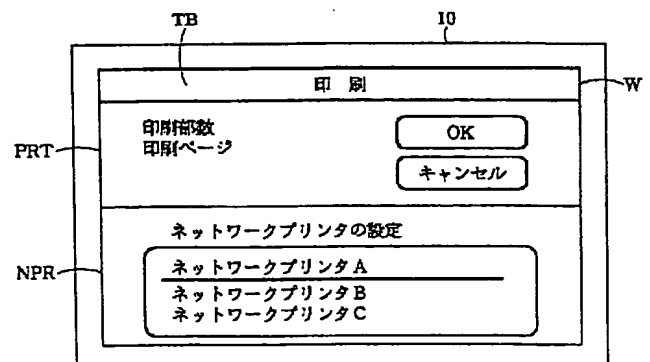 TB
10
印 刷
W
印刷部数
印刷ページ
OK
キャンセル
PRT
ネットワークプリンタの設定
NPR
ネットワークプリンタA
ネットワークプリンタB
ネットワークプリンタC